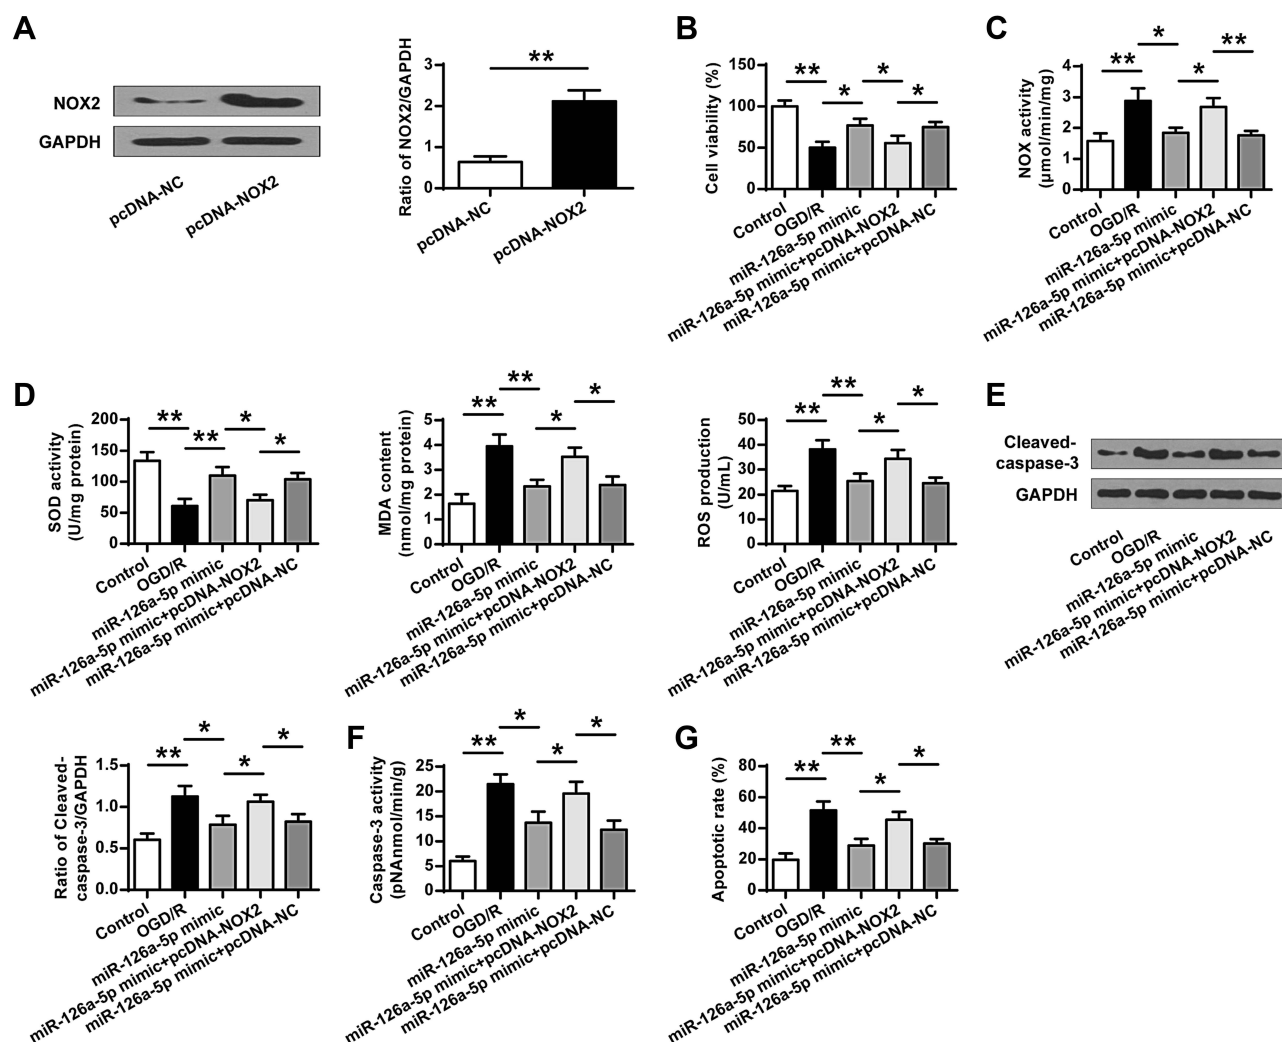 A
NOX2
GAPDH
pcDNA-NC
pcDNA-NOX2
Ratio of NOX2/GAPDH
3
2
1
0
**
pcDNA-NC
pcDNA-NOX2
B
Cell viability (%)
150
100
50
0
**
*
*
*
Control
OGD/R
miR-126a-5p mimic
miR-126a-5p mimic+pcDNA-NOX2
miR-126a-5p mimic+pcDNA-NC
C
NOX activity
(μmol/min/mg)
4
3
2
1
0
**
*
*
**
Control
OGD/R
miR-126a-5p mimic
miR-126a-5p mimic+pcDNA-NOX2
miR-126a-5p mimic+pcDNA-NC
D
SOD activity
(U/mg protein)
200
150
100
50
0
**
**
*
*
Control
OGD/R
miR-126a-5p mimic
miR-126a-5p mimic+pcDNA-NOX2
miR-126a-5p mimic+pcDNA-NC
MDA content
(nmol/mg protein)
5
4
3
2
1
0
**
**
*
*
Control
OGD/R
miR-126a-5p mimic
miR-126a-5p mimic+pcDNA-NOX2
miR-126a-5p mimic+pcDNA-NC
ROS production
(U/mL)
50
40
30
20
10
0
**
**
*
*
Control
OGD/R
miR-126a-5p mimic
miR-126a-5p mimic+pcDNA-NOX2
miR-126a-5p mimic+pcDNA-NC
E
Cleaved-
caspase-3
GAPDH
Control
OGD/R
miR-126a-5p mimic
miR-126a-5p mimic+pcDNA-NOX2
miR-126a-5p mimic+pcDNA-NC
Ratio of Cleaved-
caspase-3/GAPDH
1.5
1.0
0.5
0.0
**
*
*
*
Control
OGD/R
miR-126a-5p mimic
miR-126a-5p mimic+pcDNA-NOX2
miR-126a-5p mimic+pcDNA-NC
F
Caspase-3 activity
(pNAnmol/min/g)
25
20
15
10
5
0
**
*
*
*
Control
OGD/R
miR-126a-5p mimic
miR-126a-5p mimic+pcDNA-NOX2
miR-126a-5p mimic+pcDNA-NC
G
Apoptotic rate (%)
80
60
40
20
0
**
**
*
*
Control
OGD/R
miR-126a-5p mimic
miR-126a-5p mimic+pcDNA-NOX2
miR-126a-5p mimic+pcDNA-NC